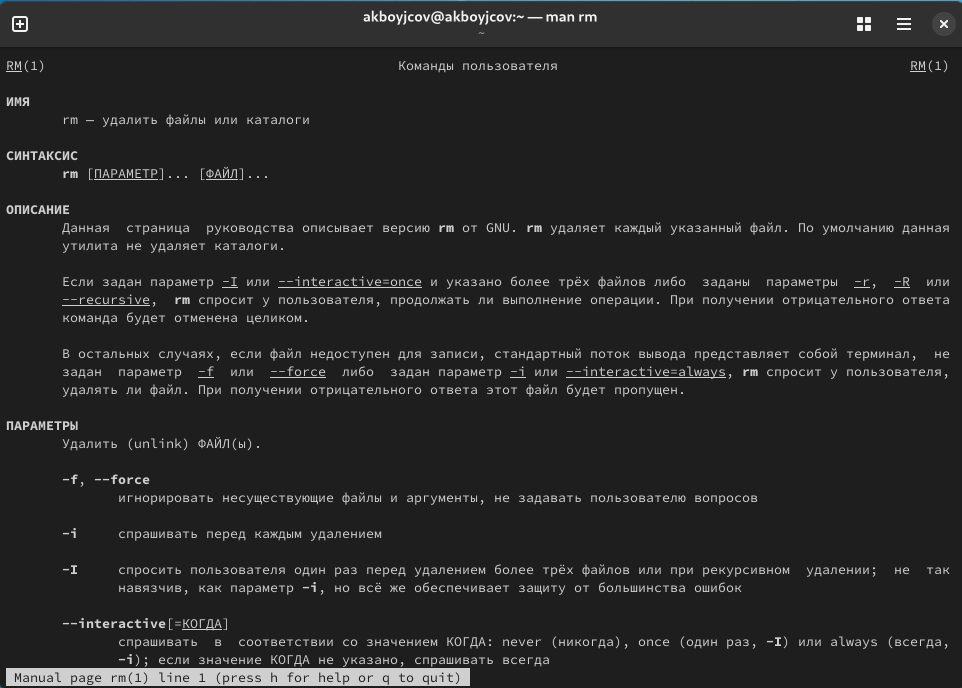 akboyjcov@akboyjcov:~ — man rm
~
RM(1) Команды пользователя RM(1)
ИМЯ
rm — удалить файлы или каталоги
СИНТАКСИС
rm [ПАРАМЕТР]... [ФАЙЛ]...
ОПИСАНИЕ
Данная страница руководства описывает версию rm от GNU. rm удаляет каждый указанный файл. По умолчанию данная
утилита не удаляет каталоги.
Если задан параметр -I или --interactive=once и указано более трёх файлов либо заданы параметры -r, -R или
--recursive, rm спросит у пользователя, продолжать ли выполнение операции. При получении отрицательного ответа
команда будет отменена целиком.
В остальных случаях, если файл недоступен для записи, стандартный поток вывода представляет собой терминал, не
задан параметр -f или --force либо задан параметр -i или --interactive=always, rm спросит у пользователя,
удалять ли файл. При получении отрицательного ответа этот файл будет пропущен.
ПАРАМЕТРЫ
Удалить (unlink) ФАЙЛ(ы).
-f, --force
игнорировать несуществующие файлы и аргументы, не задавать пользователю вопросов
-i спрашивать перед каждым удалением
-I спросить пользователя один раз перед удалением более трёх файлов или при рекурсивном удалении; не так
навязчив, как параметр -i, но всё же обеспечивает защиту от большинства ошибок
--interactive[=КОГДА]
спрашивать в соответствии со значением КОГДА: never (никогда), once (один раз, -I) или always (всегда,
-i); если значение КОГДА не указано, спрашивать всегда
Manual page rm(1) line 1 (press h for help or q to quit)